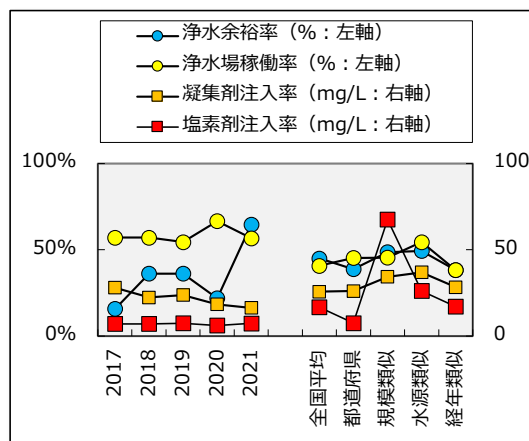 浄水余裕率（%：左軸）
浄水場稼働率（%：左軸）
凝集剤注入率（mg/L：右軸）
塩素剤注入率（mg/L：右軸）
100%
50%
0%
100
50
0
2017
2018
2019
2020
2021
全国平均
都道府県
規模類似
水源類似
経年類似